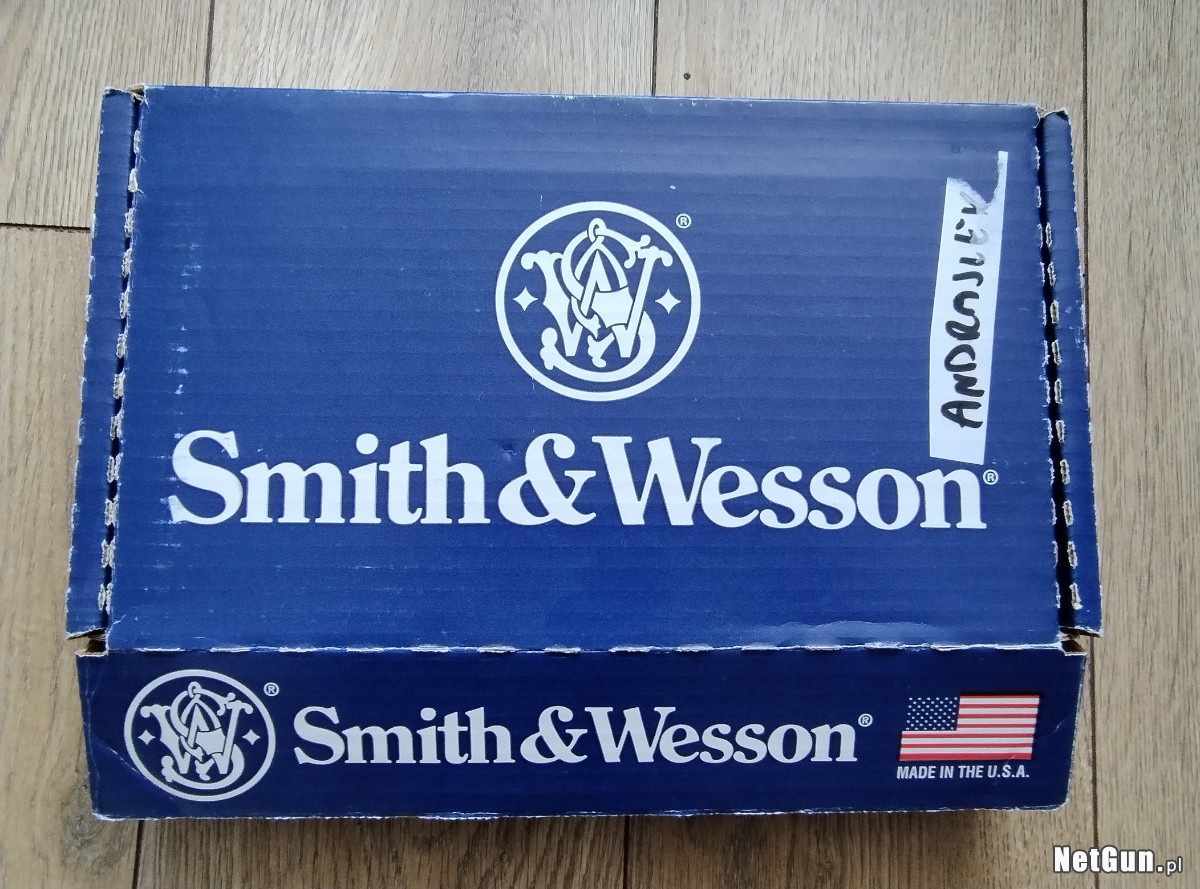 ®
Smith & Wesson®
® Smith & Wesson®
MADE IN THE U.S.A.
NetGun.pl